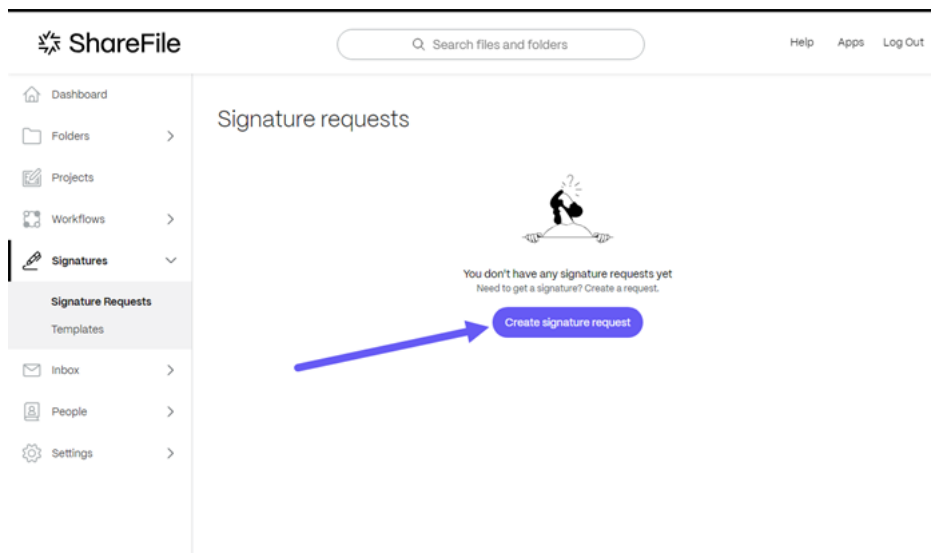 ShareFile
Search files and folders
Help Apps Log Out
Dashboard
Folders
Projects
Workflows
Signatures
Signature Requests
Templates
Inbox
People
Settings
Signature requests
?
You don't have any signature requests yet
Need to get a signature? Create a request.
Create signature request